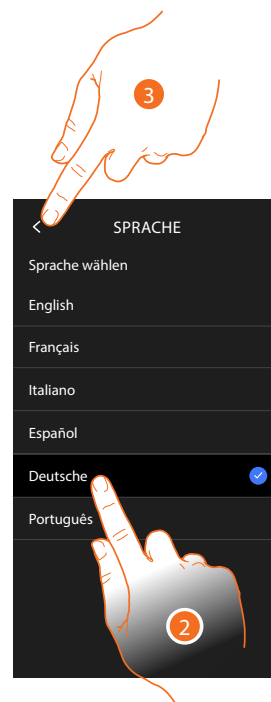 3
SPRACHE
Sprache wählen
English
Français
Italiano
Español
Deutsche
Português
2